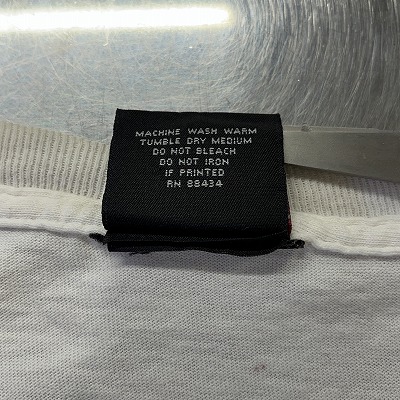 MACHINE WASH WARM
TUMBLE DRY MEDIUM
DO NOT BLEACH
DO NOT IRON
IF PRINTED
RN 88434